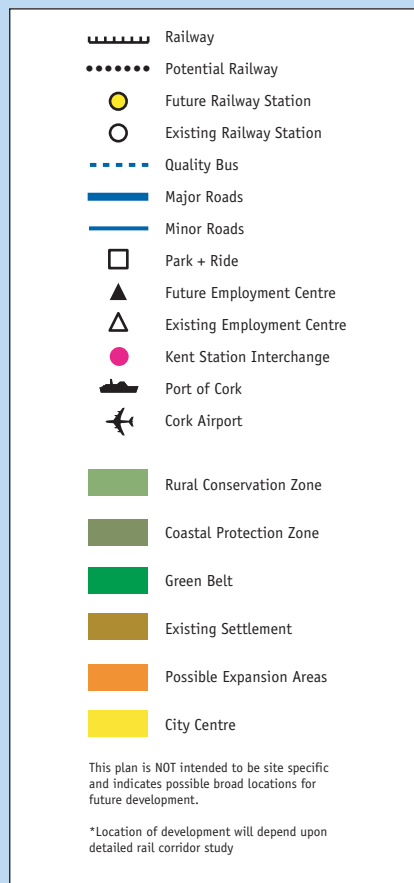 Railway
Potential Railway
Future Railway Station
Existing Railway Station
Quality Bus
Major Roads
Minor Roads
Park + Ride
Future Employment Centre
Existing Employment Centre
Kent Station Interchange
Port of Cork
Cork Airport
Rural Conservation Zone
Coastal Protection Zone
Green Belt
Existing Settlement
Possible Expansion Areas
City Centre
This plan is NOT intended to be site specific
and indicates possible broad locations for
future development.
*Location of development will depend upon
detailed rail corridor study